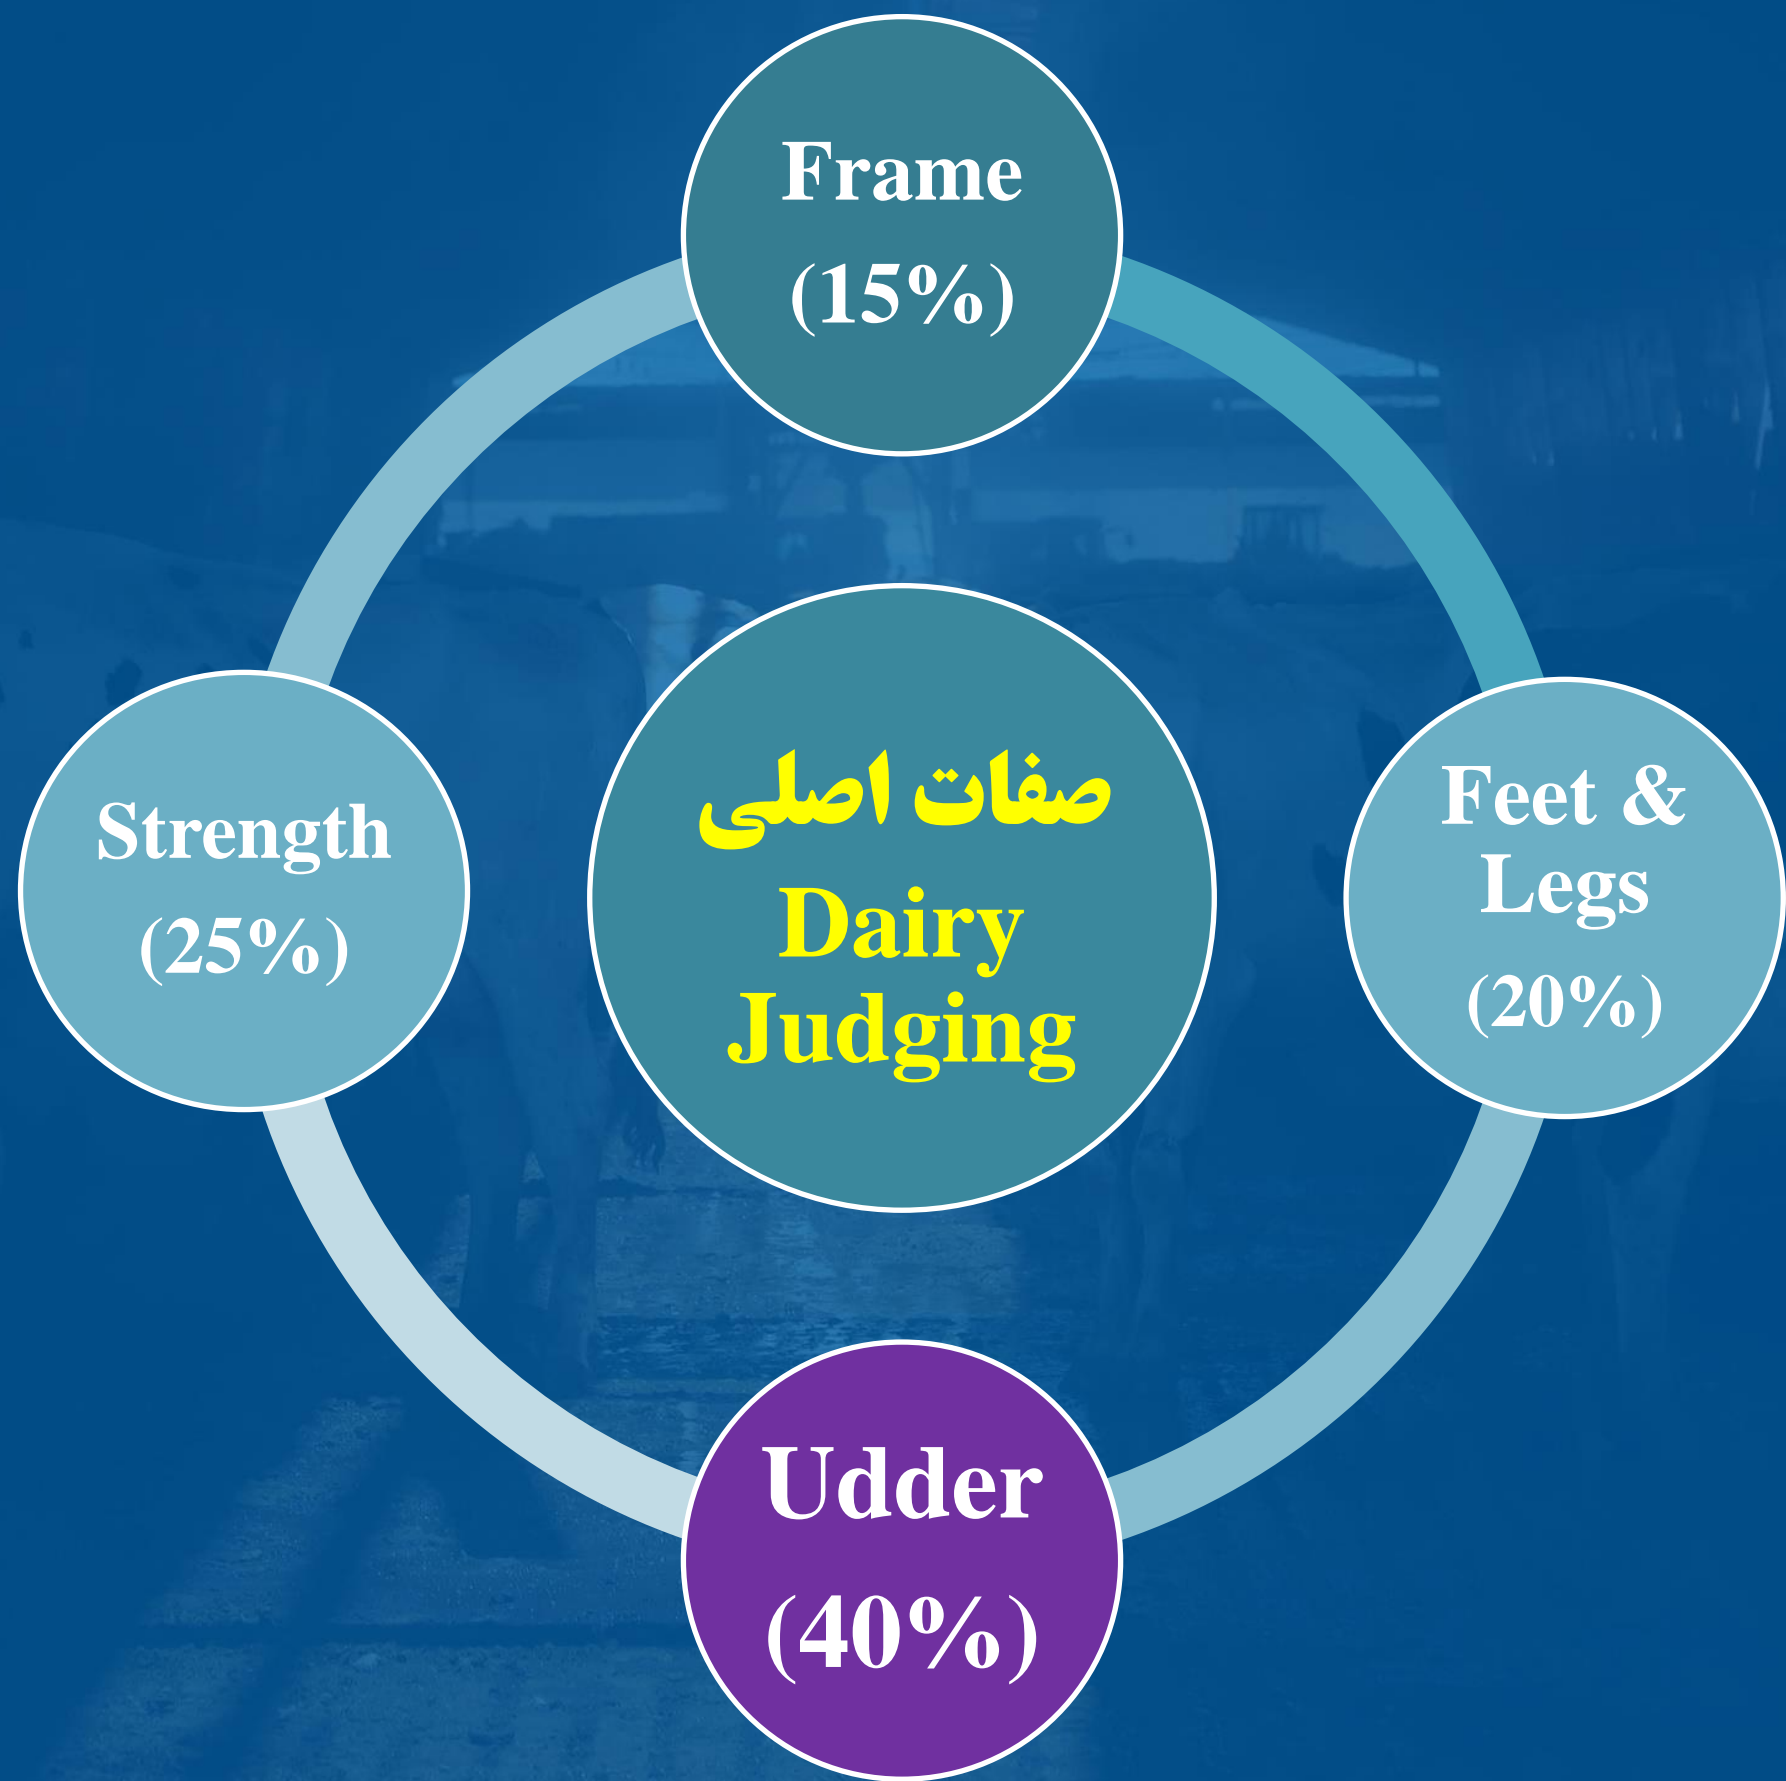 Frame
(15%)
Strength
(25%)
صفات اصلی
Dairy
Judging
Feet &
Legs
(20%)
Udder
(40%)